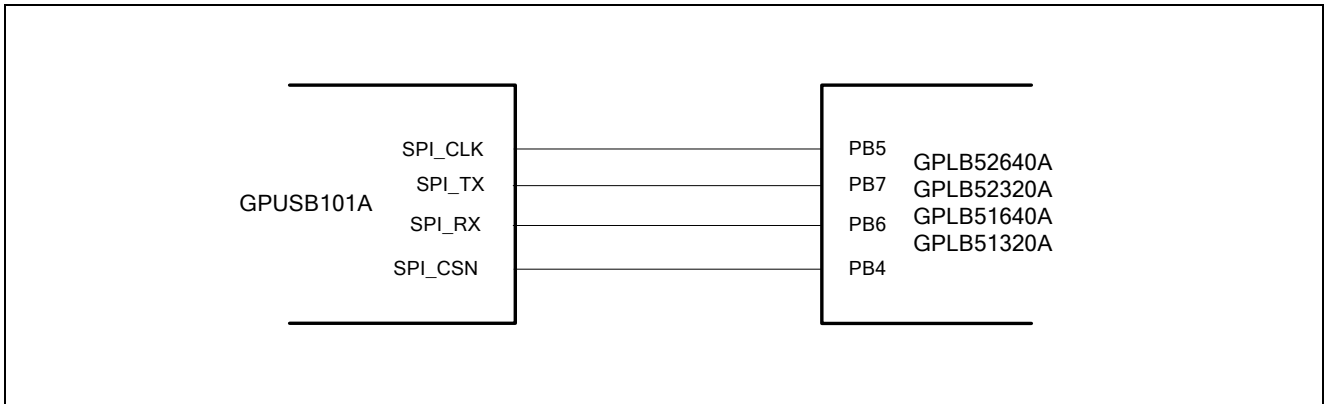 SPI_CLK
SPI_TX
GPUSB101A
SPI_RX
SPI_CSN
PB5
PB7
PB6
PB4
GPLB52640A
GPLB52320A
GPLB51640A
GPLB51320A